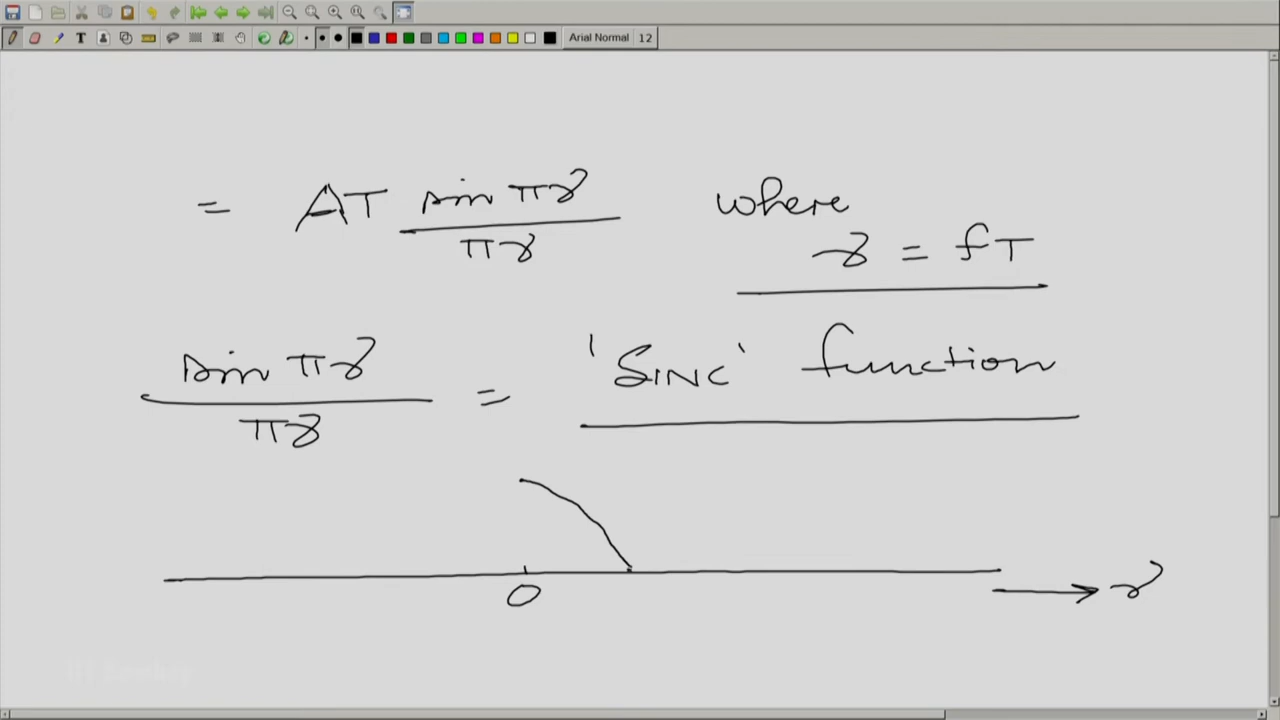 Arial Normal 12
= AT sin πγ / πγ where
γ = fT
sin πγ / πγ = 'SINC' function
0 → γ